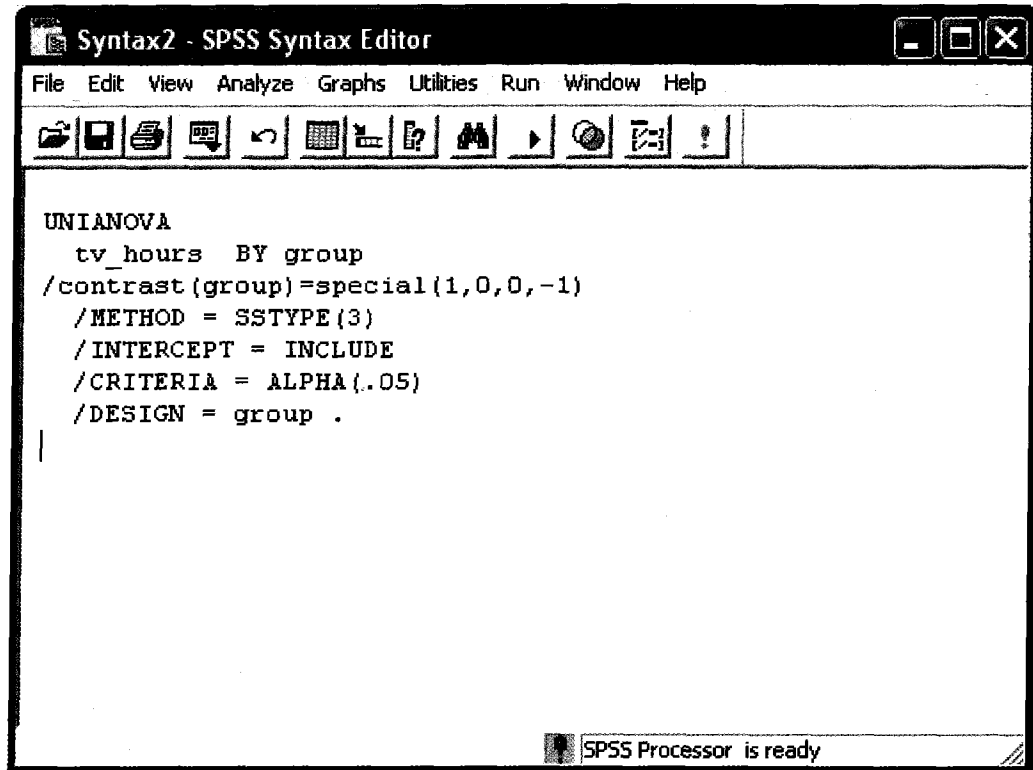 Syntax2 - SPSS Syntax Editor
File Edit View Analyze Graphs Utilities Run Window Help
UNIANOVA
tv_hours BY group
/contrast(group)=special(1,0,0,-1)
/METHOD = SSTYPE(3)
/INTERCEPT = INCLUDE
/CRITERIA = ALPHA(.05)
/DESIGN = group .
SPSS Processor is ready